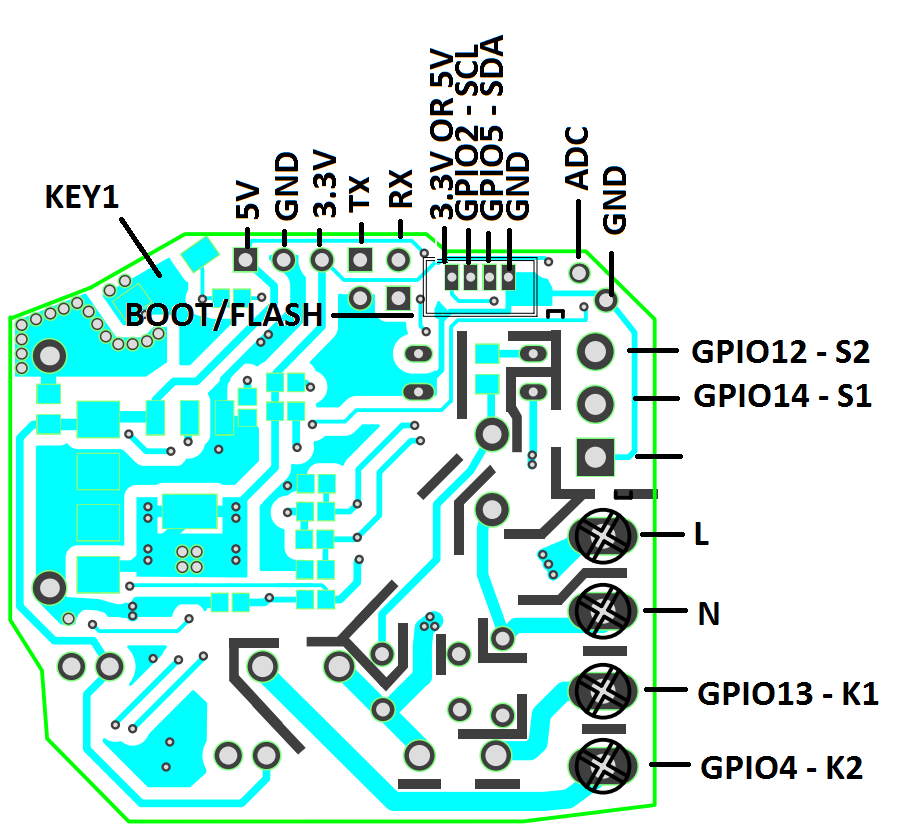 KEY1
5V
GND
3.3V
TX
RX
3.3V OR 5V
GPIO2 - SCL
GPIO5 - SDA
GND
ADC
GND
BOOT/FLASH
GPIO12 - S2
GPIO14 - S1
L
N
GPIO13 - K1
GPIO4 - K2